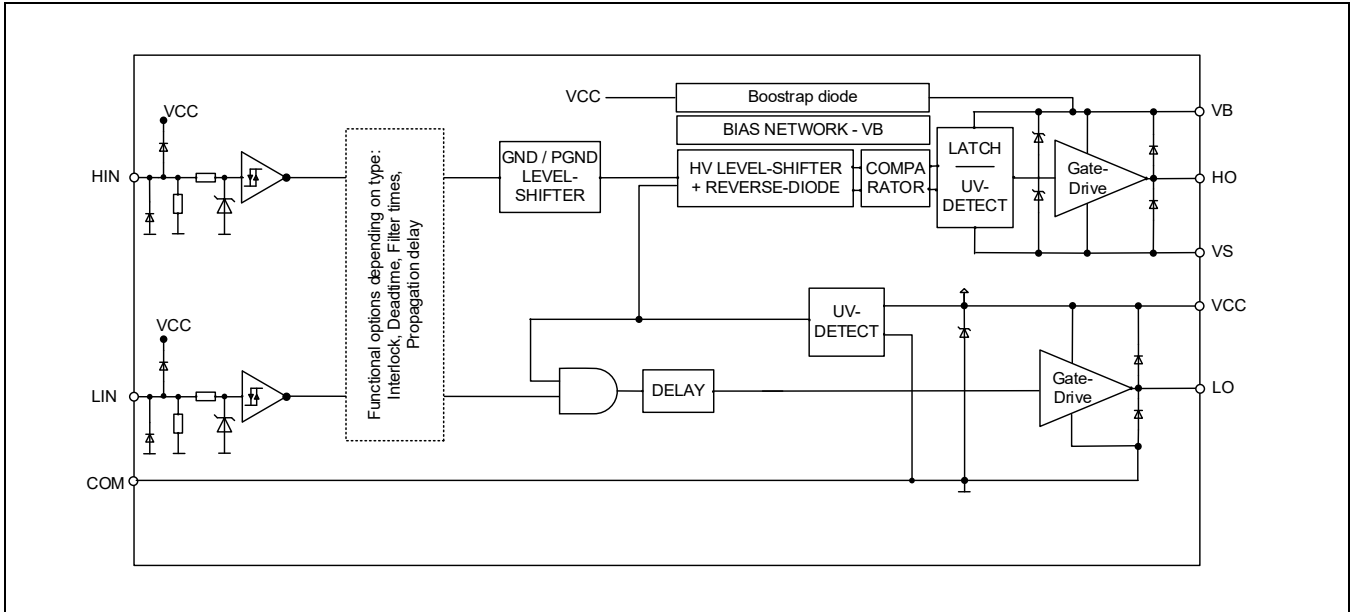 VCC
Boostrap diode
VB
VCC
BIAS NETWORK - VB
HIN
GND / PGND
LEVEL-
SHIFTER
HV LEVEL-SHIFTER
+ REVERSE-DIODE
COMPA
RATOR
LATCH
UV-
DETECT
Gate-
Drive
HO
VS
Functional options depending on type:
Interlock, Deadtime, Filter times,
Propagation delay
VCC
UV-
DETECT
VCC
LIN
DELAY
Gate-
Drive
LO
COM